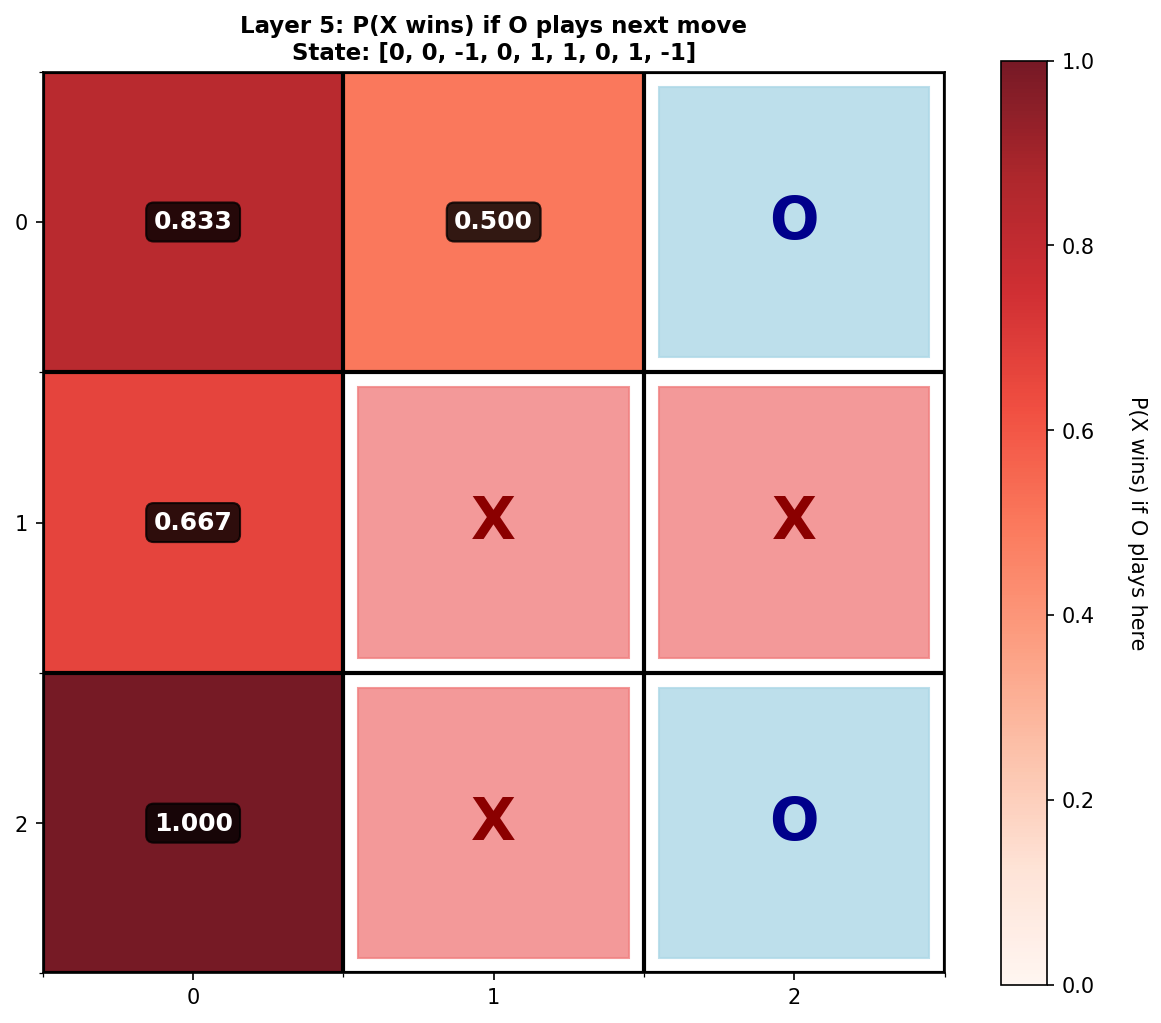 Layer 5: P(X wins) if O plays next move
State: [0, 0, -1, 0, 1, 1, 0, 1, -1]
0
0.833
0.500
O
1
0.667
X
X
2
1.000
X
O
0
1
2
1.0
0.8
0.6
0.4
0.2
0.0
P(X wins) if O plays here